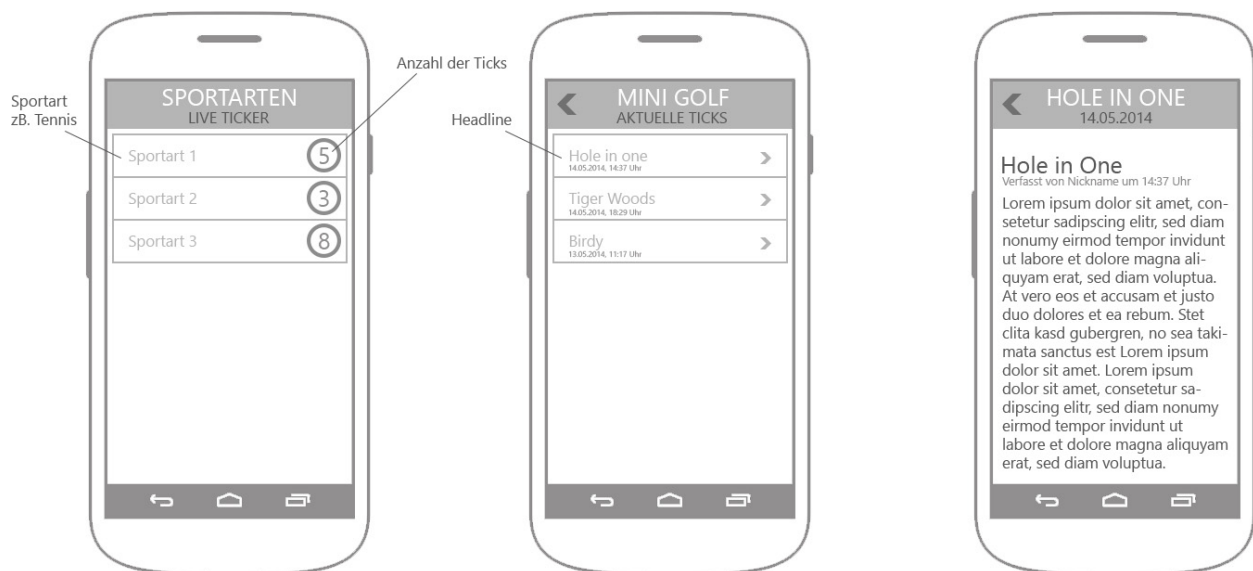 Sportart
zB. Tennis
Anzahl der Ticks
SPORTARTEN
LIVE TICKER
Sportart 1
5
Sportart 2
3
Sportart 3
8
Headline
MINI GOLF
AKTUELLE TICKS
Hole in one
14.05.2014, 14:37 Uhr
Tiger Woods
14.05.2014, 18:29 Uhr
Birdy
13.05.2014, 11:17 Uhr
HOLE IN ONE
14.05.2014
Hole in One
Verfasst von Nickname um 14:37 Uhr
Lorem ipsum dolor sit amet, con-
setetur sadipscing elitr, sed diam
nonumy eirmod tempor invidunt
ut labore et dolore magna ali-
quyam erat, sed diam voluptua.
At vero eos et accusam et justo
duo dolores et ea rebum. Stet
clita kasd gubergren, no sea taki-
mata sanctus est Lorem ipsum
dolor sit amet. Lorem ipsum
dolor sit amet, consetetur sa-
dipscing elitr, sed diam nonumy
eirmod tempor invidunt ut
labore et dolore magna aliquyam
erat, sed diam voluptua.